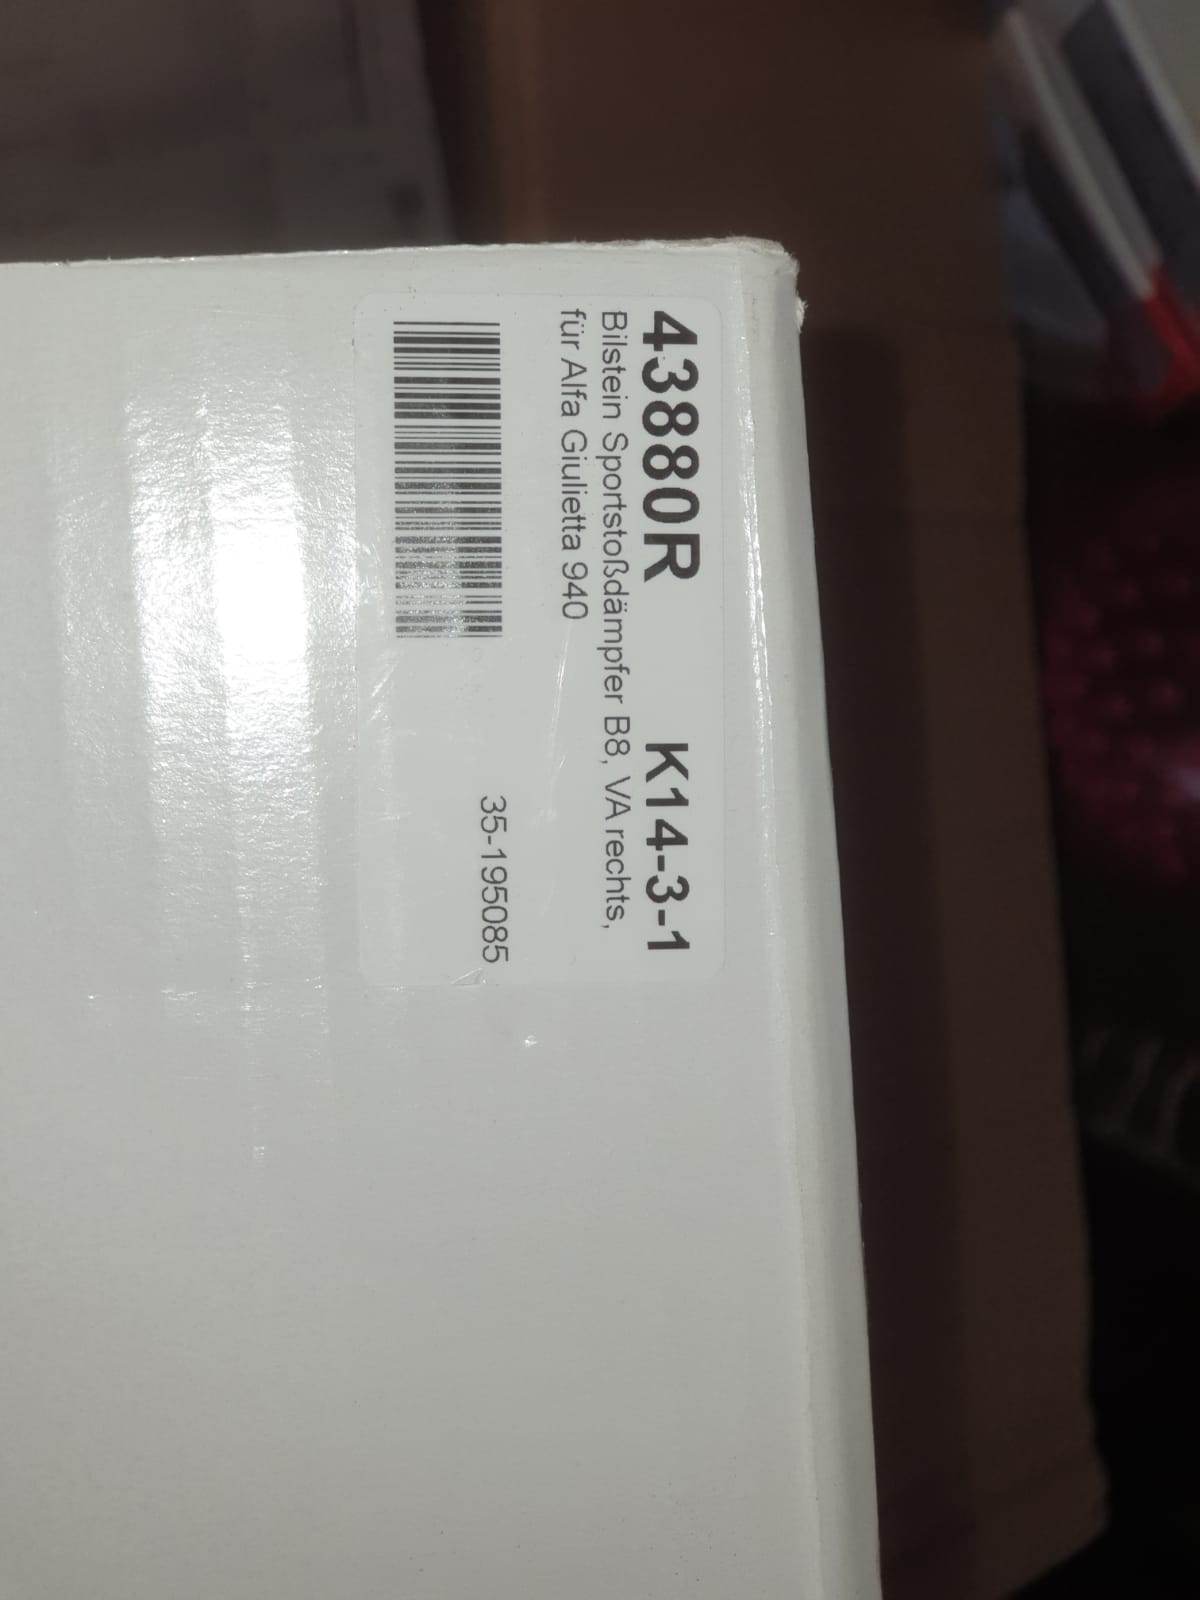 43880R K14-3-1
Bilstein Sportstoßdämpfer B8, VA rechts,
für Alfa Giulietta 940
35-195085